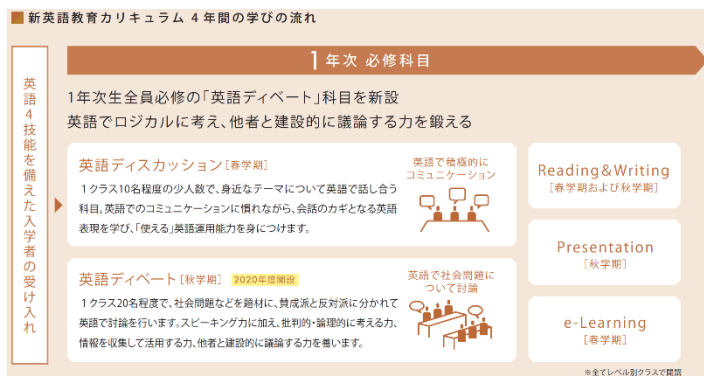 新英語教育カリキュラム 4年間の学びの流れ
英語4技能を備えた入学者の受け入れ
1年次 必修科目
1年次生全員必修の「英語ディベート」科目を新設
英語でロジカルに考え、他者と建設的に議論する力を鍛える
英語ディスカッション[春学期]
1クラス10名程度の少人数で、身近なテーマについて英語で話し合う
科目。英語でのコミュニケーションに慣れながら、会話のカギとなる英語
表現を学び、「使える」英語運用能力を身につけます。
英語で積極的に
コミュニケーション
英語ディベート[秋学期] 2020年度開設
1クラス20名程度で、社会問題などを題材に、賛成派と反対派に分かれて
英語で討論を行います。スピーキング力に加え、批判的・論理的に考える力、
情報を収集して活用する力、他者と建設的に議論する力を養います。
英語で社会問題に
ついて討論
Reading&Writing
[春学期および秋学期]
Presentation
[秋学期]
e-Learning
[春学期]
※全てレベル別クラスで開講